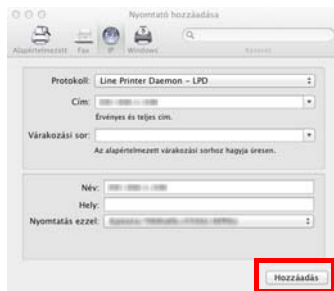 Nyomtató hozzáadása
Alapértelmezett Fax IP Windows Keresés
Protokoll: Line Printer Daemon – LPD
Cím:
Érvényes és teljes cím.
Várakozási sor:
Az alapértelmezett várakozási sorhoz hagyja üresen.
Név:
Hely:
Nyomtatás ezzel:
Hozzáadás